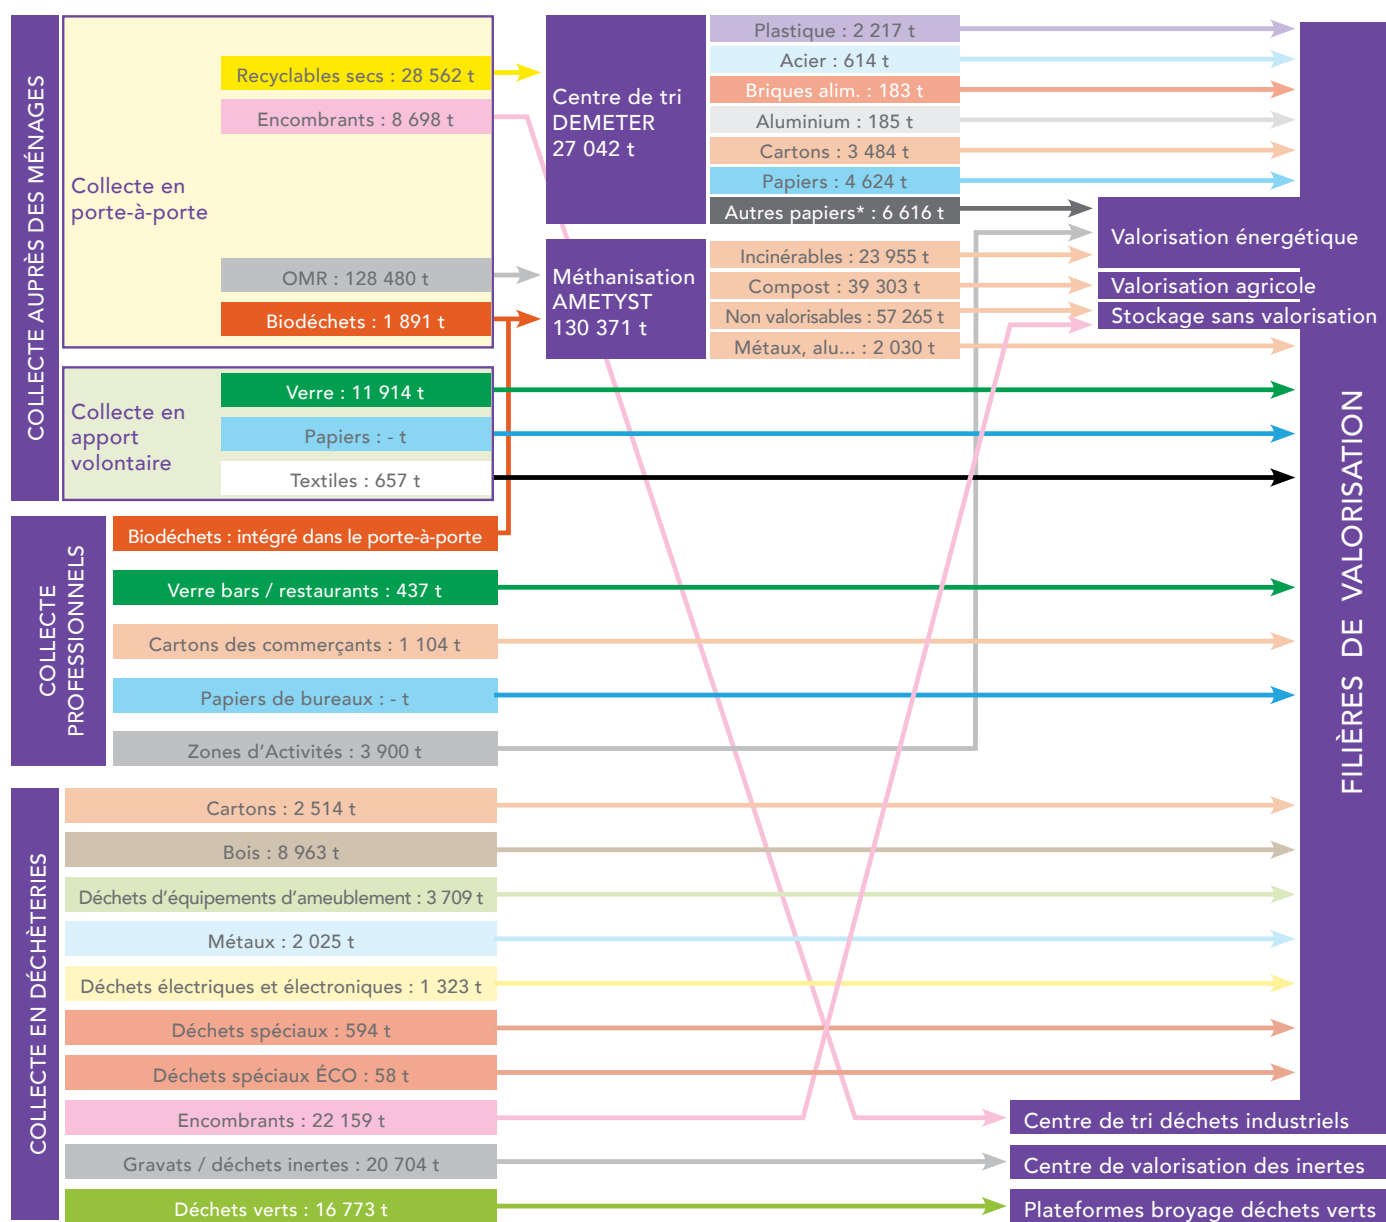 COLLECTE AUPRÈS DES MÉNAGES
Collecte en
porte-à-porte
Recyclables secs : 28 562 t
Encombrants : 8 698 t
OMR : 128 480 t
Biodéchets : 1 891 t
Collecte en
apport
volontaire
Verre : 11 914 t
Papiers : - t
Textiles : 657 t
COLLECTE
PROFESSIONNELS
Biodéchets : intégré dans le porte-à-porte
Verre bars / restaurants : 437 t
Cartons des commerçants : 1 104 t
Papiers de bureaux : - t
Zones d’Activités : 3 900 t
COLLECTE EN DÉCHÈTERIES
Cartons : 2 514 t
Bois : 8 963 t
Déchets d’équipements d’ameublement : 3 709 t
Métaux : 2 025 t
Déchets électriques et électroniques : 1 323 t
Déchets spéciaux : 594 t
Déchets spéciaux ÉCO : 58 t
Encombrants : 22 159 t
Gravats / déchets inertes : 20 704 t
Déchets verts : 16 773 t
Centre de tri
DEMETER
27 042 t
Plastique : 2 217 t
Acier : 614 t
Briques alim. : 183 t
Aluminium : 185 t
Cartons : 3 484 t
Papiers : 4 624 t
Autres papiers* : 6 616 t
Méthanisation
AMETYST
130 371 t
Incinérables : 23 955 t
Compost : 39 303 t
Non valorisables : 57 265 t
Métaux, alu... : 2 030 t
Valorisation énergétique
Valorisation agricole
Stockage sans valorisation
FILIÈRES DE VALORISATION
Centre de tri déchets industriels
Centre de valorisation des inertes
Plateformes broyage déchets verts